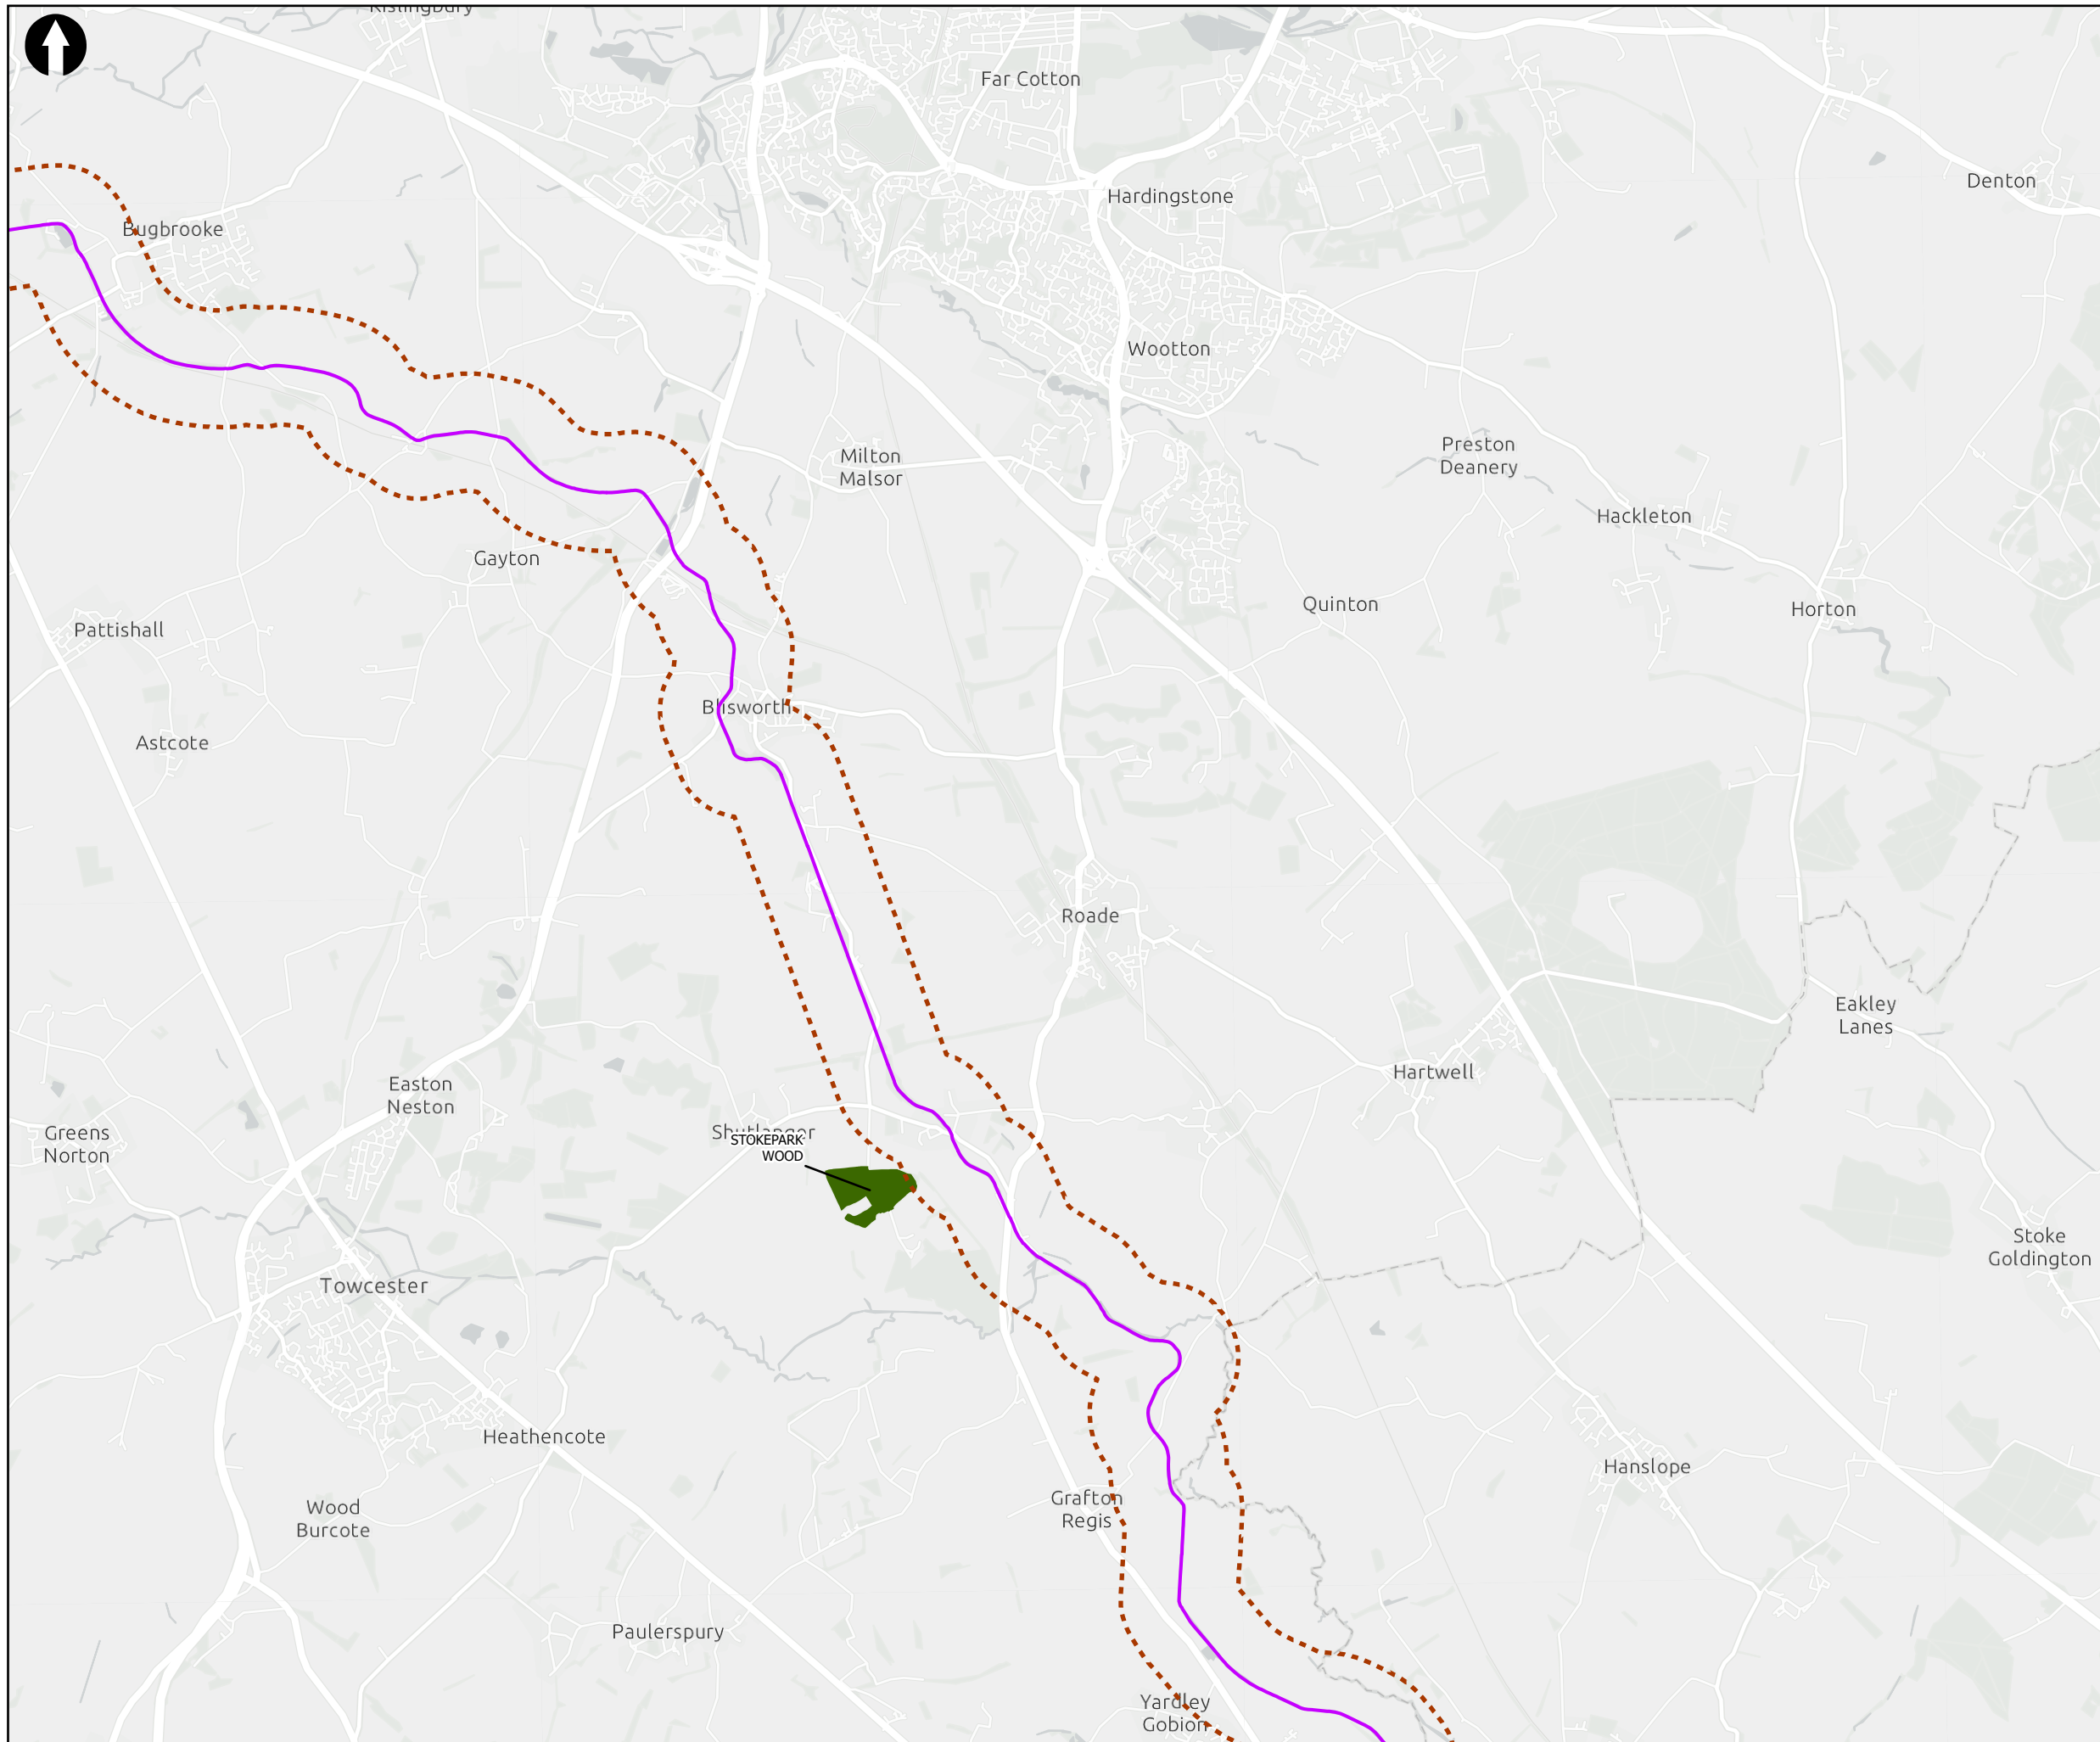 Kislingbury
Far Cotton
Denton
Hardingstone
Bugbrooke
Wootton
Milton
Malsor
Preston
Deanery
Hackleton
Gayton
Quinton
Horton
Pattishall
Blisworth
Astcote
Roade
Eakley
Lanes
Hartwell
Easton
Neston
Greens
Norton
Shutlanger
STOKEPARK
WOOD
Stoke
Goldington
Towcester
Heathencote
Hanslope
Grafton
Regis
Wood
Burcote
Paulerspury
Yardley
Gobion